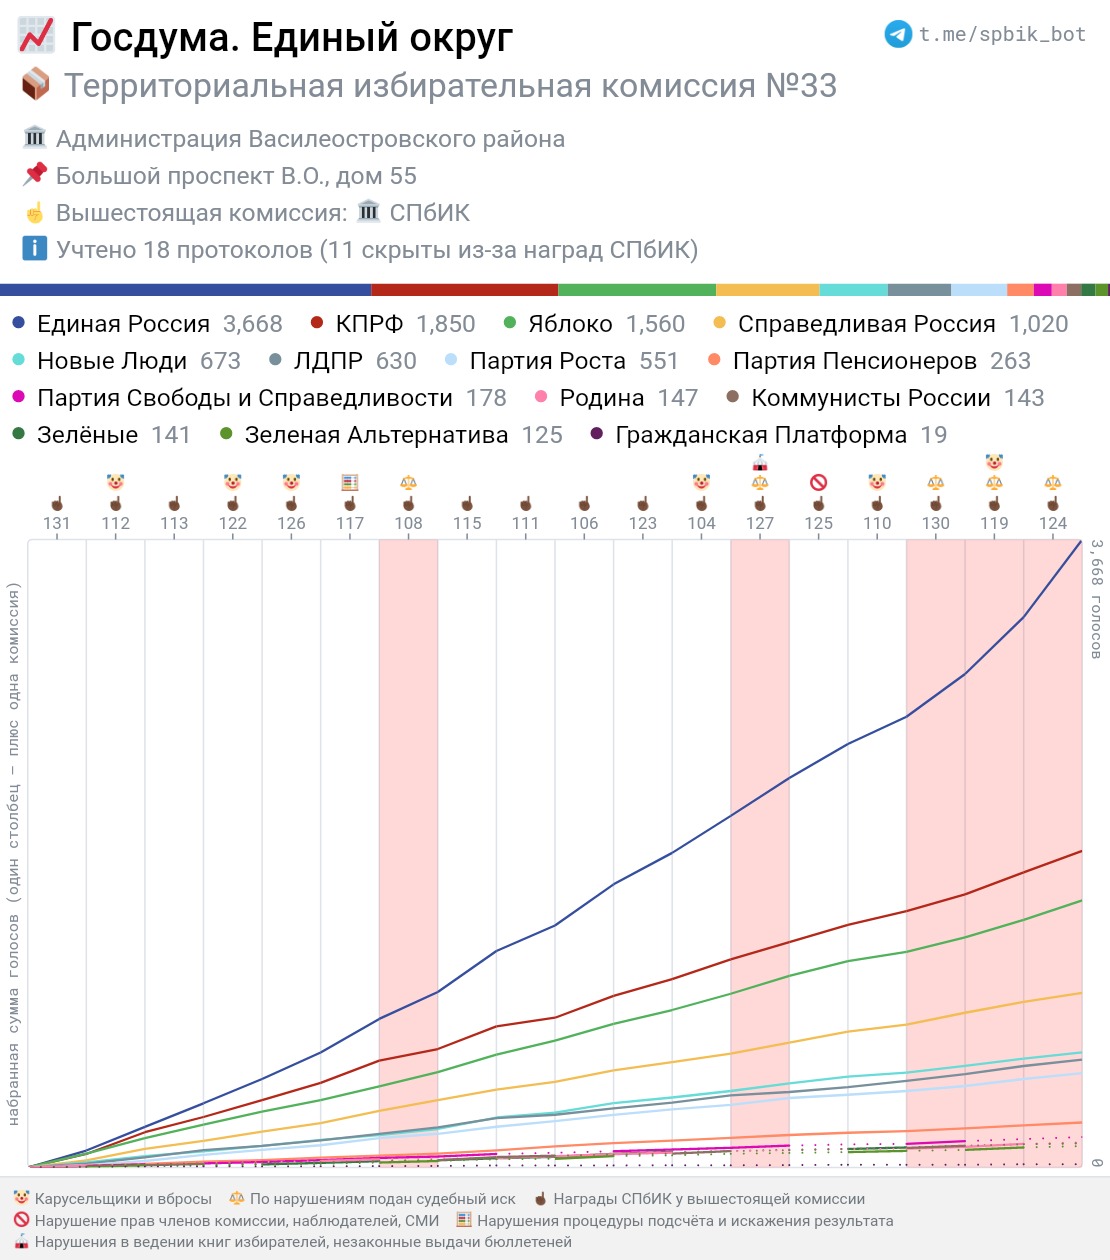 Госдума. Единый округ
t.me/spbik_bot
Территориальная избирательная комиссия №33
Администрация Василеостровского района
Большой проспект В.О., дом 55
Вышестоящая комиссия: СПбИК
Учтено 18 протоколов (11 скрыты из-за наград СПбИК)
Единая Россия 3,668 КПРФ 1,850 Яблоко 1,560 Справедливая Россия 1,020
Новые Люди 673 ЛДПР 630 Партия Роста 551 Партия Пенсионеров 263
Партия Свободы и Справедливости 178 Родина 147 Коммунисты России 143
Зелёные 141 Зеленая Альтернатива 125 Гражданская Платформа 19
131 112 113 122 126 117 108 115 111 106 123 104 127 125 110 130 119 124
набранная сумма голосов (один столбец – плюс одна комиссия)
3,668 голосов
0
Карусельщики и вбросы По нарушениям подан судебный иск Награды СПбИК у вышестоящей комиссии
Нарушение прав членов комиссии, наблюдателей, СМИ Нарушения процедуры подсчёта и искажения результата
Нарушения в ведении книг избирателей, незаконные выдачи бюллетеней